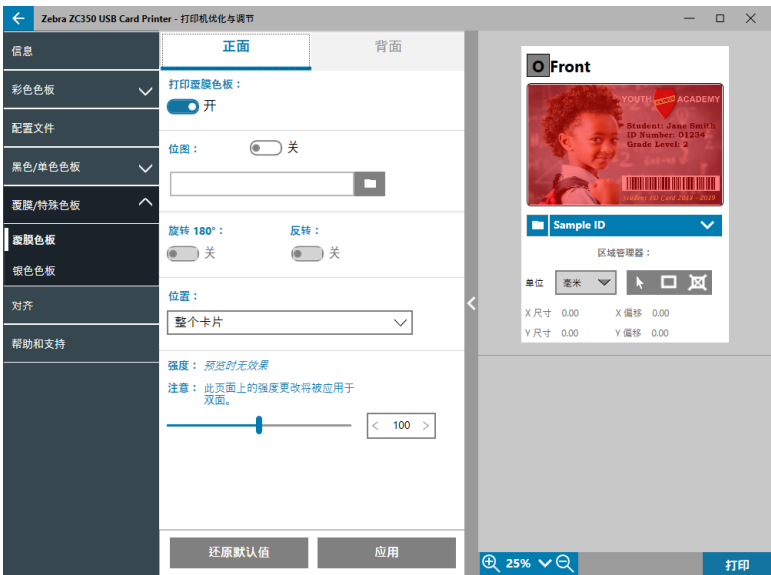 Zebra ZC350 USB Card Printer - 打印机优化与调节
信息
彩色色板
配置文件
黑色/单色色板
覆膜/特殊色板
覆膜色板
银色色板
对齐
帮助和支持
正面
背面
打印覆膜色板：
开
位图：
关
旋转 180°：
反转：
关
关
位置：
整个卡片
强度：预览时无效果
注意：此页面上的强度更改将被应用于
双面。
< 100 >
还原默认值
应用
O Front
YOUTH ACADEMY
Student: Jane Smith
ID Number: 01234
Grade Level: 2
Student ID Card 2018 - 2019
Sample ID
区域管理器：
单位 毫米
X 尺寸 0.00 X 偏移 0.00
Y 尺寸 0.00 Y 偏移 0.00
25%
打印